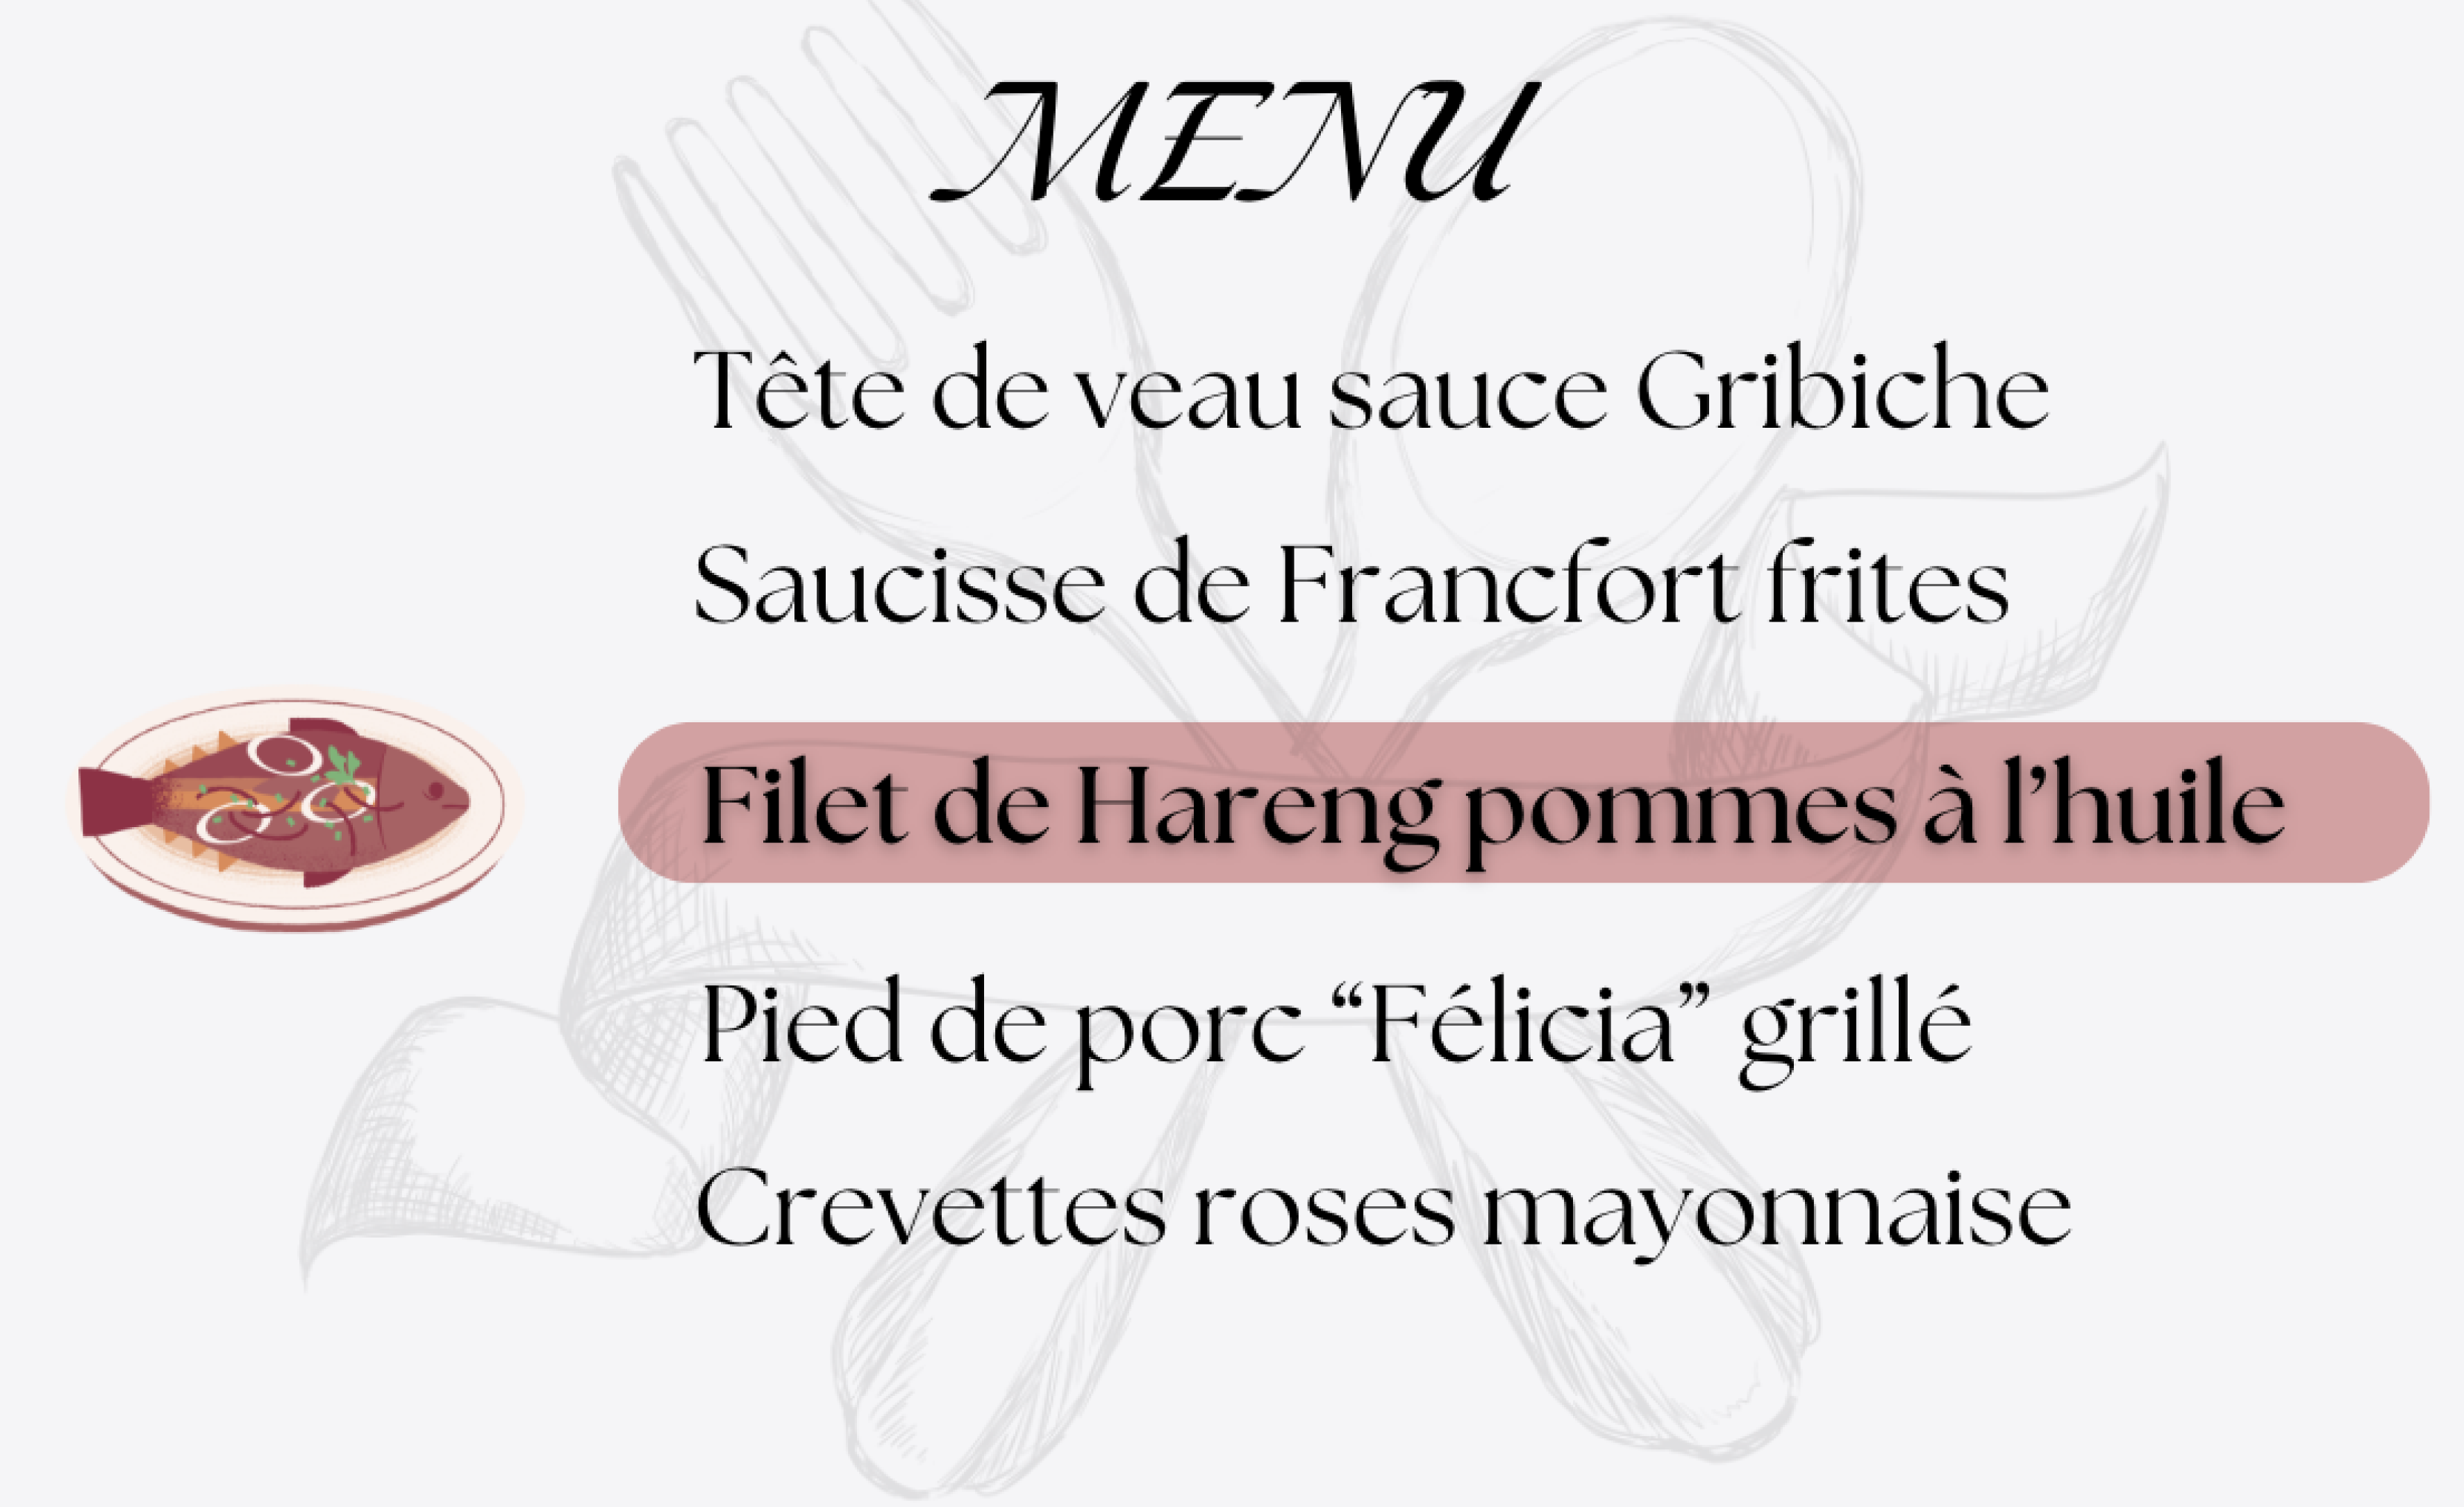 MENU
Tête de veau sauce Gribiche
Saucisse de Francfort frites
Filet de Hareng pommes à l’huile
Pied de porc “Félicia” grillé
Crevettes roses mayonnaise